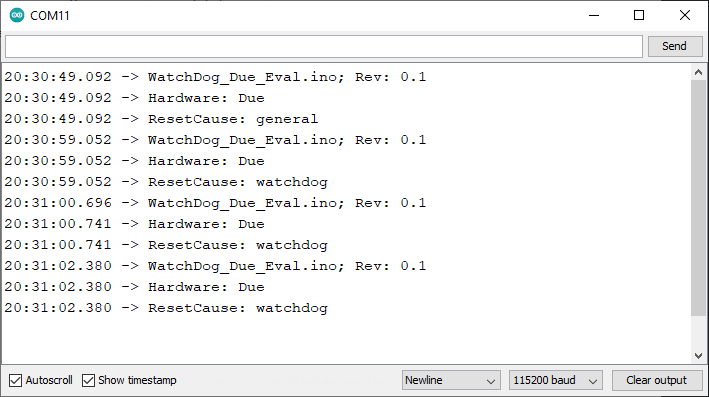 COM11
Send
20:30:49.092 -> WatchDog_Due_Eval.ino; Rev: 0.1
20:30:49.092 -> Hardware: Due
20:30:49.092 -> ResetCause: general
20:30:59.052 -> WatchDog_Due_Eval.ino; Rev: 0.1
20:30:59.052 -> Hardware: Due
20:30:59.052 -> ResetCause: watchdog
20:31:00.696 -> WatchDog_Due_Eval.ino; Rev: 0.1
20:31:00.741 -> Hardware: Due
20:31:00.741 -> ResetCause: watchdog
20:31:02.380 -> WatchDog_Due_Eval.ino; Rev: 0.1
20:31:02.380 -> Hardware: Due
20:31:02.380 -> ResetCause: watchdog
Autoscroll Show timestamp Newline 115200 baud Clear output